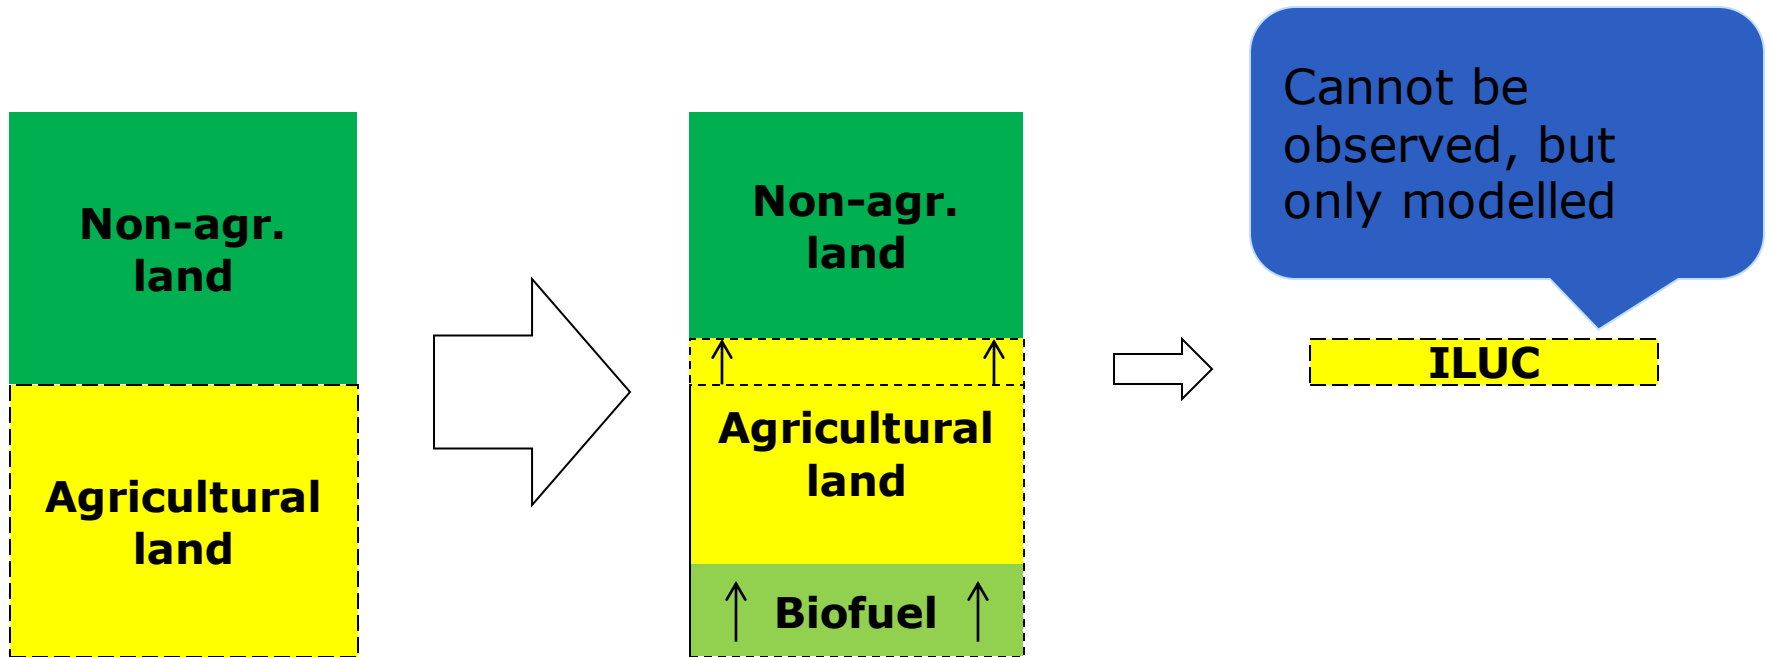 Non-agr.
land
Agricultural
land
Non-agr.
land
Agricultural
land
Biofuel
Cannot be
observed, but
only modelled
ILUC